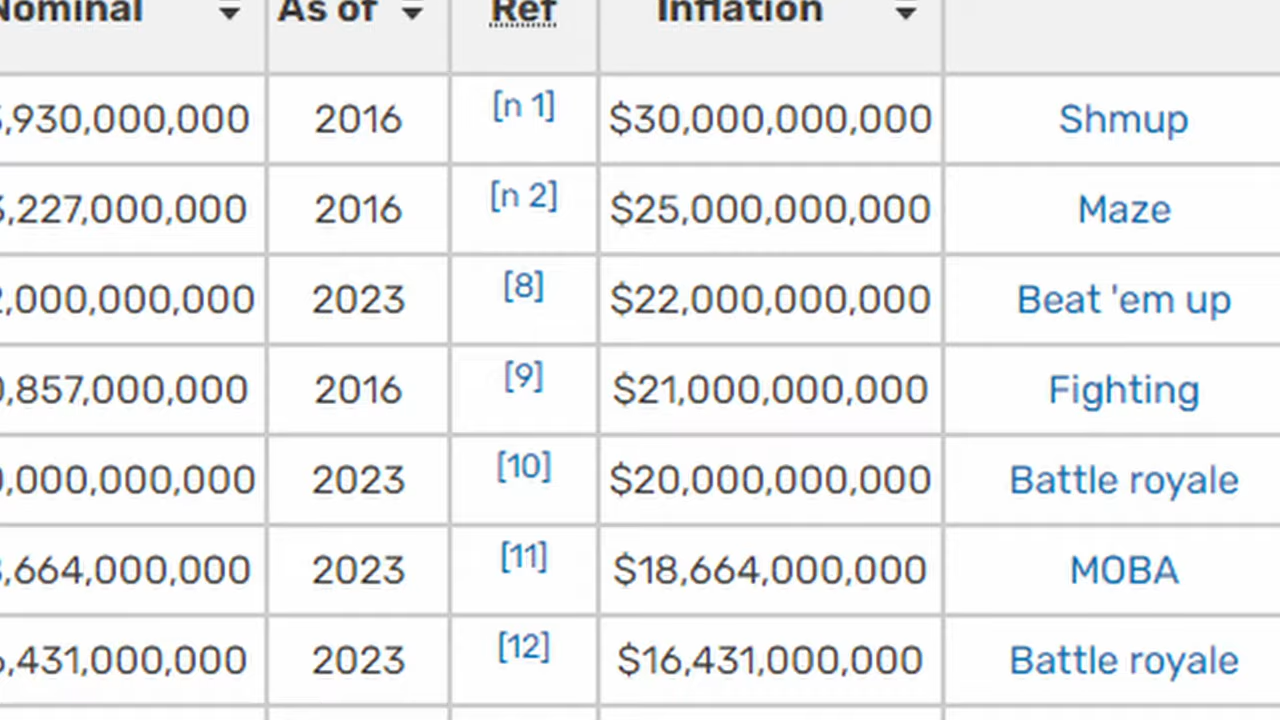 Nominal As of Ref Inflation
,930,000,000 2016 [n 1] $30,000,000,000 Shmup
,227,000,000 2016 [n 2] $25,000,000,000 Maze
,000,000,000 2023 [8] $22,000,000,000 Beat 'em up
,857,000,000 2016 [9] $21,000,000,000 Fighting
,000,000,000 2023 [10] $20,000,000,000 Battle royale
,664,000,000 2023 [11] $18,664,000,000 MOBA
,431,000,000 2023 [12] $16,431,000,000 Battle royale